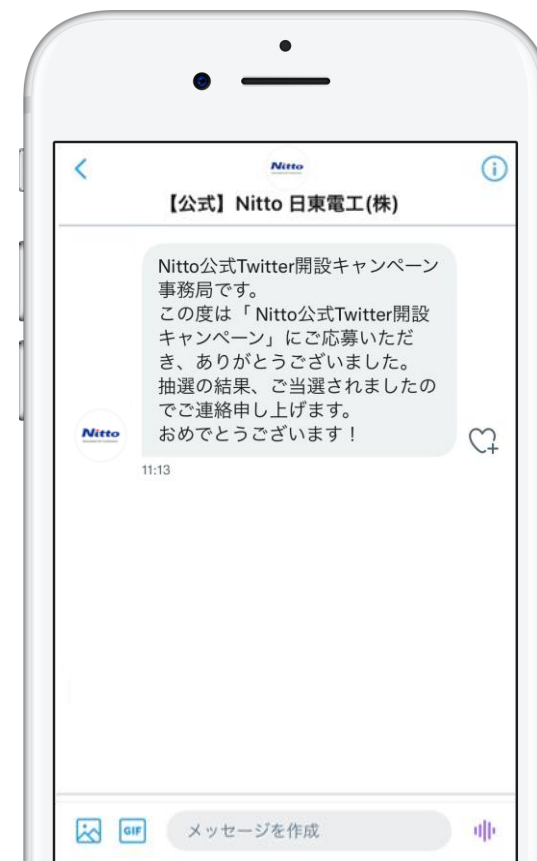 Nitto
【公式】Nitto 日東電工(株)
Nitto公式Twitter開設キャンペーン
事務局です。
この度は「 Nitto公式Twitter開設
キャンペーン」にご応募いただ
き、ありがとうございました。
抽選の結果、ご当選されましたの
でご連絡申し上げます。
おめでとうございます！
Nitto
11:13
GIF
メッセージを作成